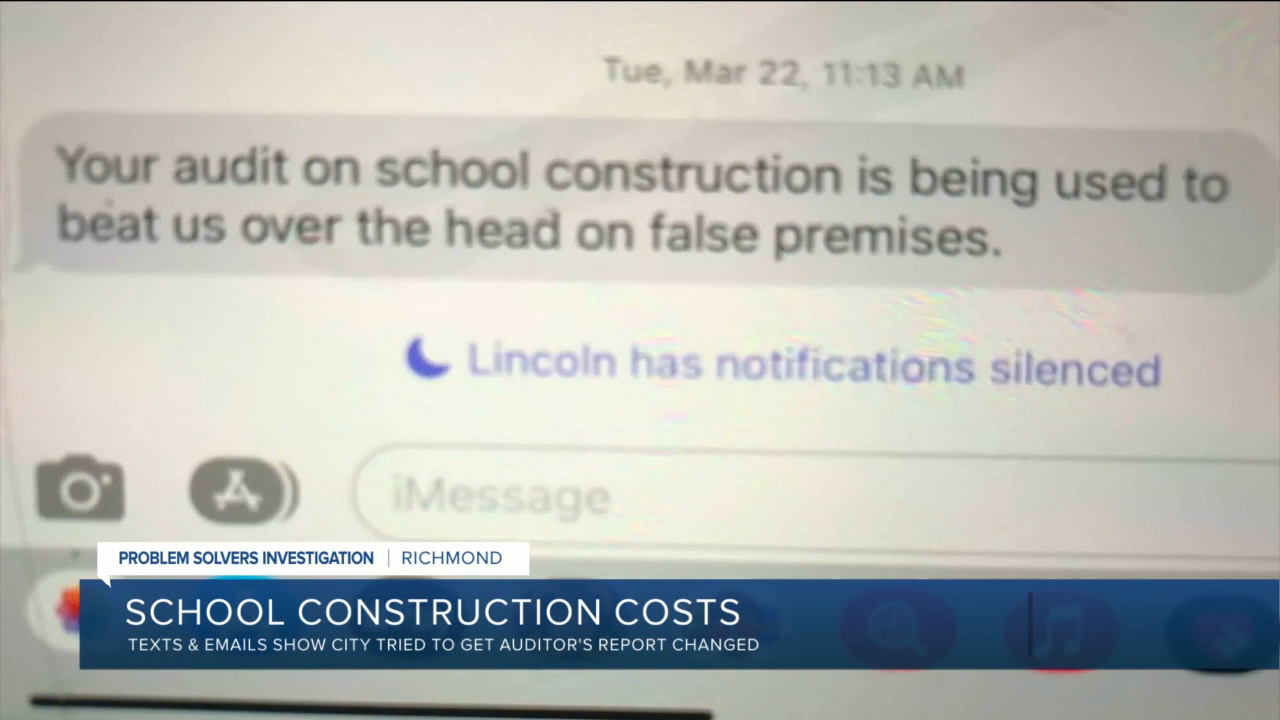 Tue, Mar 22, 11:13 AM
Your audit on school construction is being used to
beat us over the head on false premises.
Lincoln has notifications silenced
iMessage
PROBLEM SOLVERS INVESTIGATION | RICHMOND
SCHOOL CONSTRUCTION COSTS
TEXTS & EMAILS SHOW CITY TRIED TO GET AUDITOR'S REPORT CHANGED